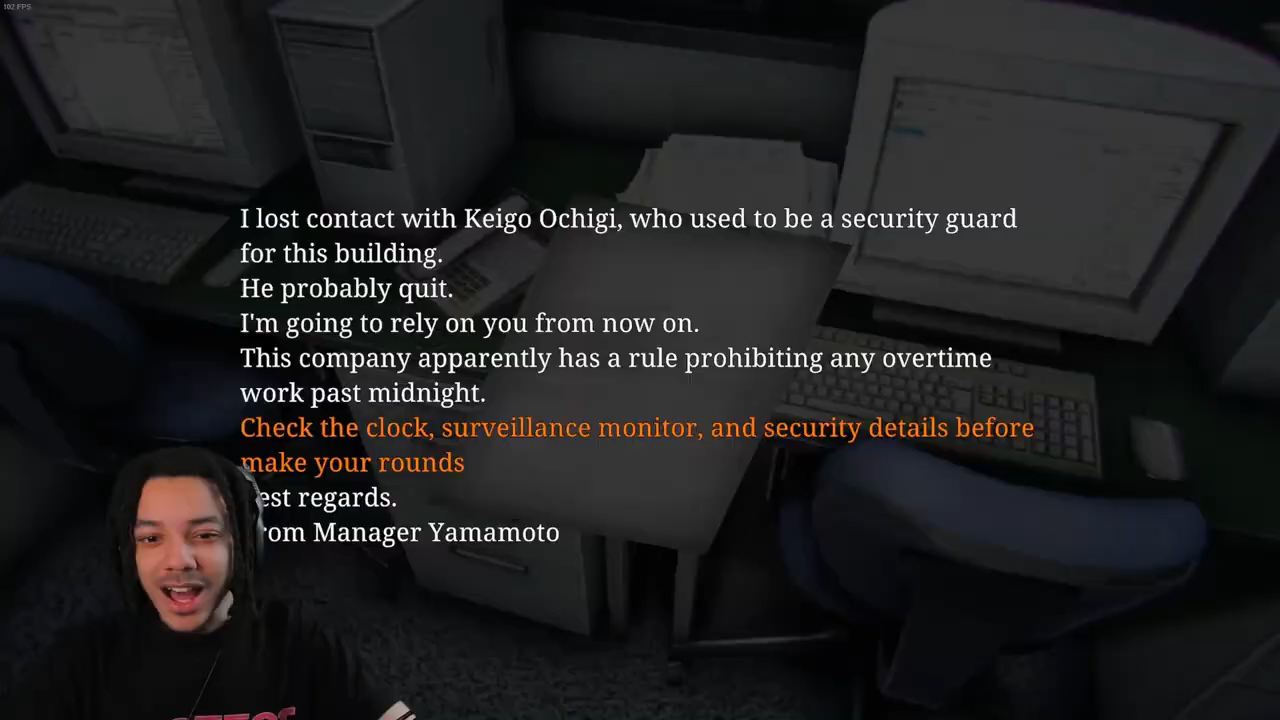 102 FPS
I lost contact with Keigo Ochigi, who used to be a security guard
for this building.
He probably quit.
I'm going to rely on you from now on.
This company apparently has a rule prohibiting any overtime
work past midnight.
Check the clock, surveillance monitor, and security details before
make your rounds
est regards.
rom Manager Yamamoto